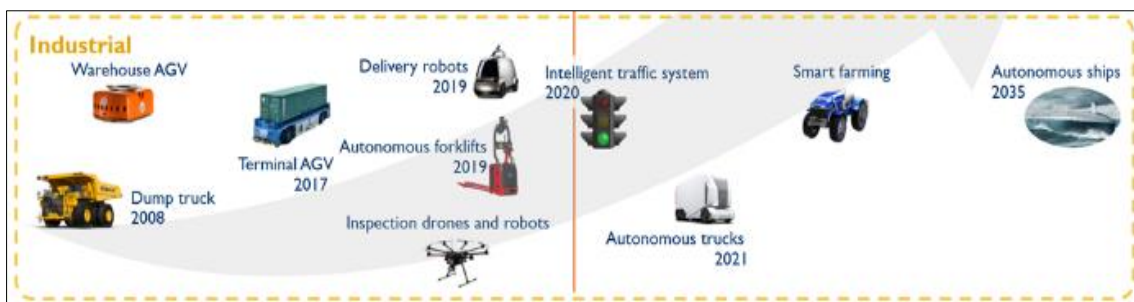 Industrial
Warehouse AGV
Dump truck
2008
Terminal AGV
2017
Delivery robots
2019
Autonomous forklifts
2019
Inspection drones and robots
Intelligent traffic system
2020
Autonomous trucks
2021
Smart farming
Autonomous ships
2035